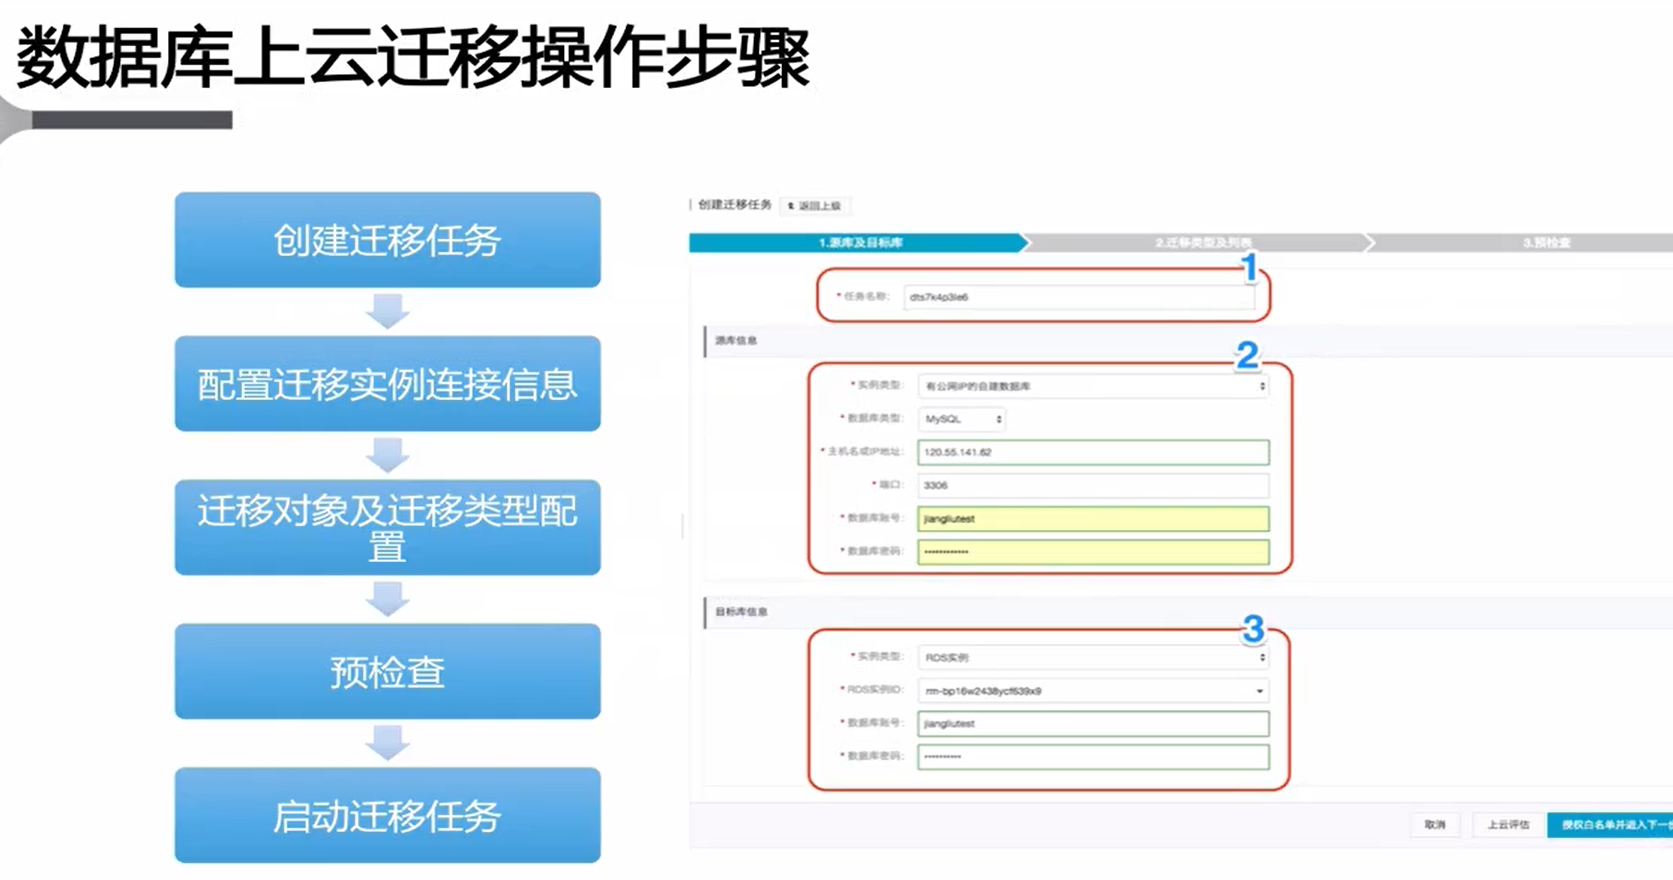 数据库上云迁移操作步骤
创建迁移任务
配置迁移实例连接信息
迁移对象及迁移类型配
置
预检查
启动迁移任务
创建迁移任务 返回上级
1.源库及目标库 2.迁移类型及列表 3.预检查
1
* 任务名称: dts7k4p3le6
源库信息
2
* 实例类型: 有公网IP的自建数据库
* 数据库类型: MySQL
* 主机名或IP地址: 120.55.141.62
* 端口: 3306
* 数据库账号: jiangliutest
* 数据库密码: ••••••••••••
目标库信息
3
* 实例类型: RDS实例
* RDS实例ID: rm-bp16w2438ycf639x9
* 数据库账号: jiangliutest
* 数据库密码: ••••••••••
取消 上云评估 授权白名单并进入下一